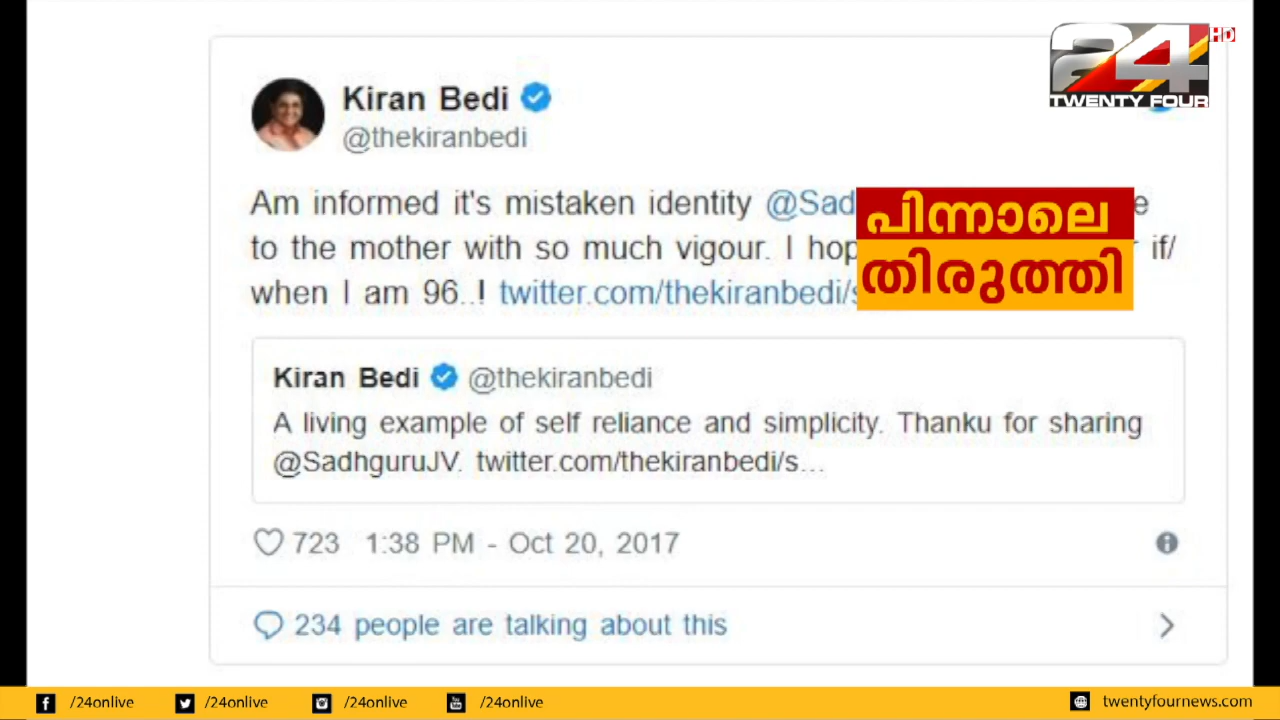 24 HD
TWENTY FOUR
Kiran Bedi
@thekiranbedi
Am informed it's mistaken identity
to the mother with so much vigour. I if/
when I am 96..! twitter.com/thekiranbedi/
പിന്നാലെ
തിരുത്തി
Kiran Bedi @thekiranbedi
A living example of self reliance and simplicity. Thanku for sharing
@SadhguruJV. twitter.com/thekiranbedi/s...
723 1:38 PM - Oct 20, 2017
234 people are talking about this
/24onlive /24onlive /24onlive /24onlive twentyfournews.com